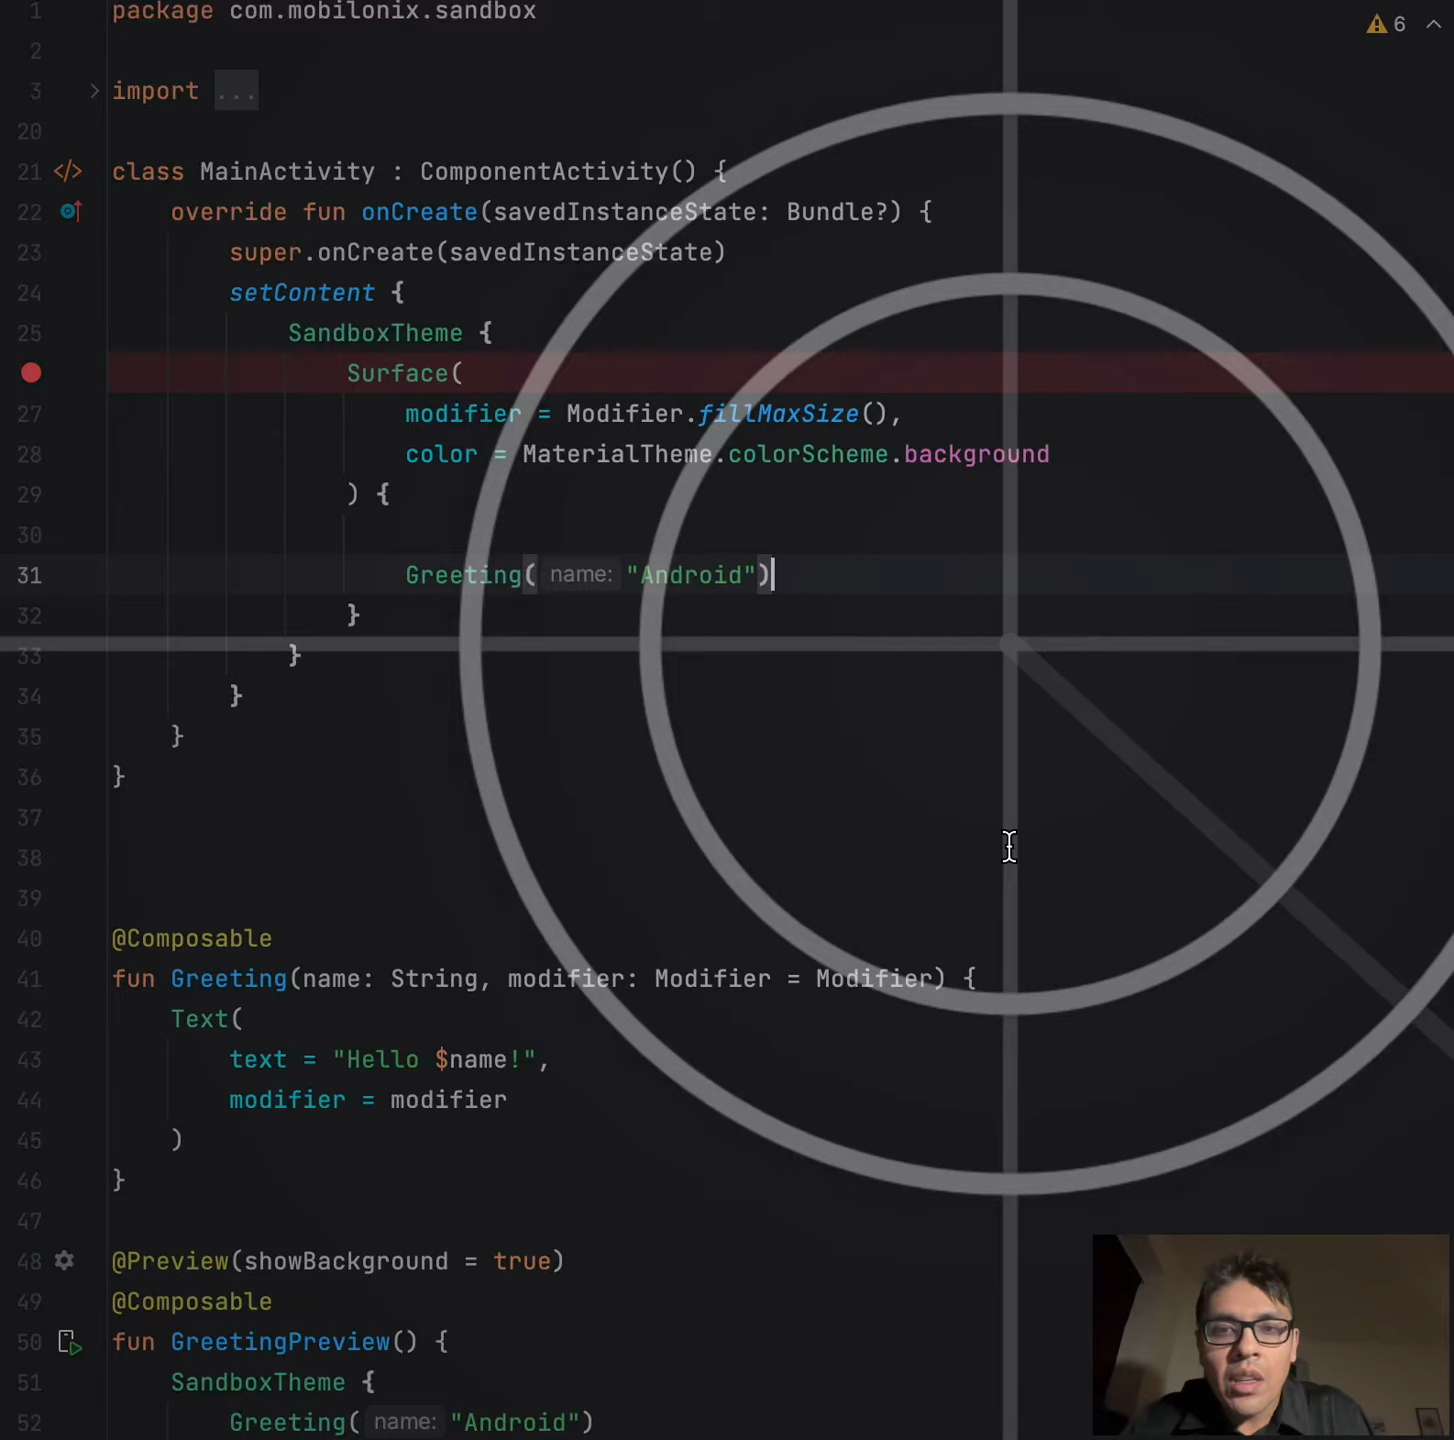 1 package com.mobilonix.sandbox
6
2
3 import ...
20
21 class MainActivity : ComponentActivity() {
22 override fun onCreate(savedInstanceState: Bundle?) {
23 super.onCreate(savedInstanceState)
24 setContent {
25 SandboxTheme {
Surface(
27 modifier = Modifier.fillMaxSize(),
28 color = MaterialTheme.colorScheme.background
29 ) {
30
31 Greeting( name: "Android")
32 }
33 }
34 }
35 }
36 }
37
38
39
40 @Composable
41 fun Greeting(name: String, modifier: Modifier = Modifier) {
42 Text(
43 text = "Hello $name!",
44 modifier = modifier
45 )
46 }
47
48 @Preview(showBackground = true)
49 @Composable
50 fun GreetingPreview() {
51 SandboxTheme {
52 Greeting( name: "Android")